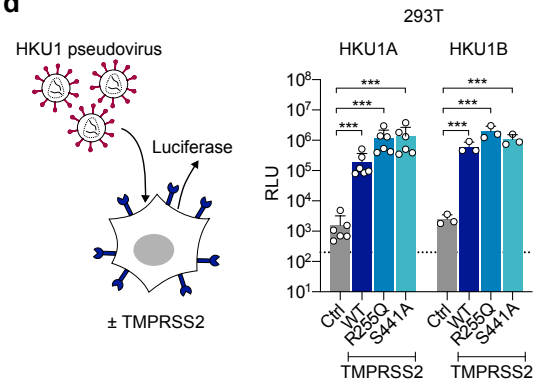 d
293T
HKU1 pseudovirus
HKU1A
HKU1B
Luciferase
± TMPRSS2
RLU
10⁸
10⁷
10⁶
10⁵
10⁴
10³
10²
10¹
***
***
***
***
***
***
Ctrl
WT
R255Q
S441A
Ctrl
WT
R255Q
S441A
TMPRSS2
TMPRSS2